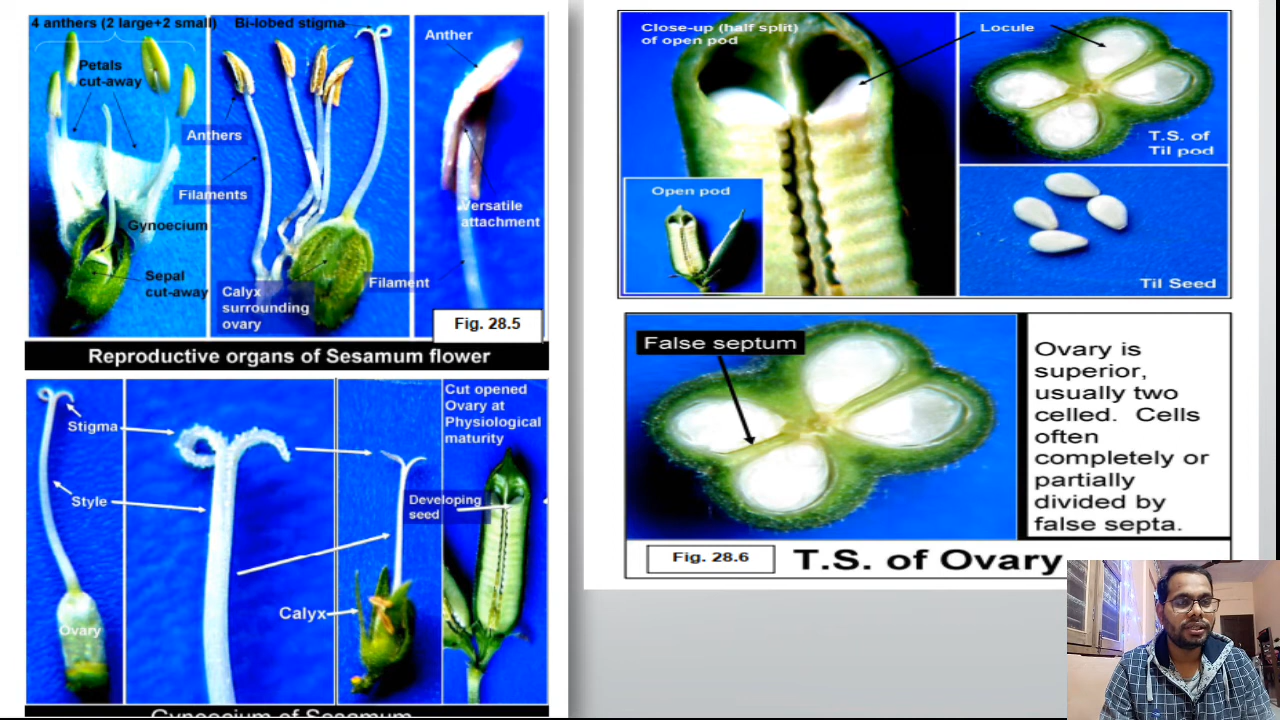 4 anthers (2 large+2 small)
Bi-lobed stigma
Petals
cut-away
Anthers
Filaments
Gynoecium
Sepal
cut-away
Calyx
surrounding
ovary
Anther
Versatile
attachment
Filament
Fig. 28.5
Reproductive organs of Sesamum flower
Stigma
Style
Ovary
Calyx
Cut opened
Ovary at
Physiological
maturity
Developing
seed
Gynoecium of Sesamum
Close-up (half split)
of open pod
Locule
T.S. of
Til pod
Open pod
Til Seed
False septum
Ovary is
superior,
usually two
celled. Cells
often
completely or
partially
divided by
false septa.
Fig. 28.6
T.S. of Ovary